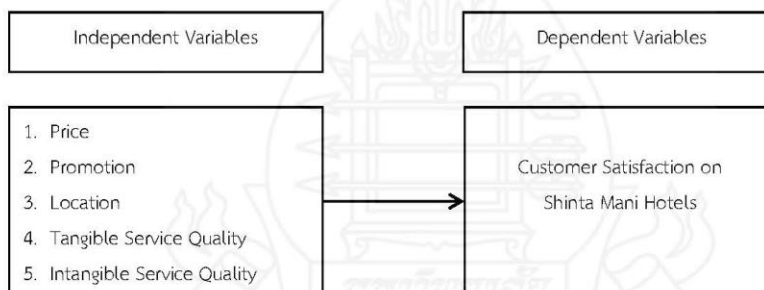 Independent Variables
Dependent Variables
1. Price
2. Promotion
3. Location
4. Tangible Service Quality
5. Intangible Service Quality
Customer Satisfaction on
Shinta Mani Hotels